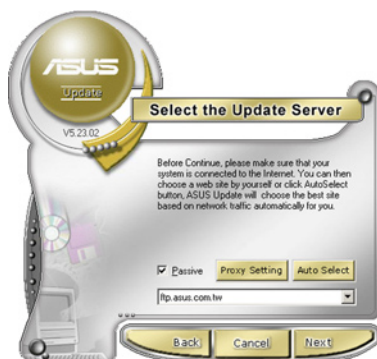 ASUS
Update
V5.23.02
Select the Update Server
Before Continue, please make sure that your
system is connected to the Internet. You can then
choose a web site by yourself or click AutoSelect
button, ASUS Update will choose the best site
based on network traffic automatically for you.
Passive
Proxy Setting
Auto Select
ftp.asus.com.tw
Back
Cancel
Next